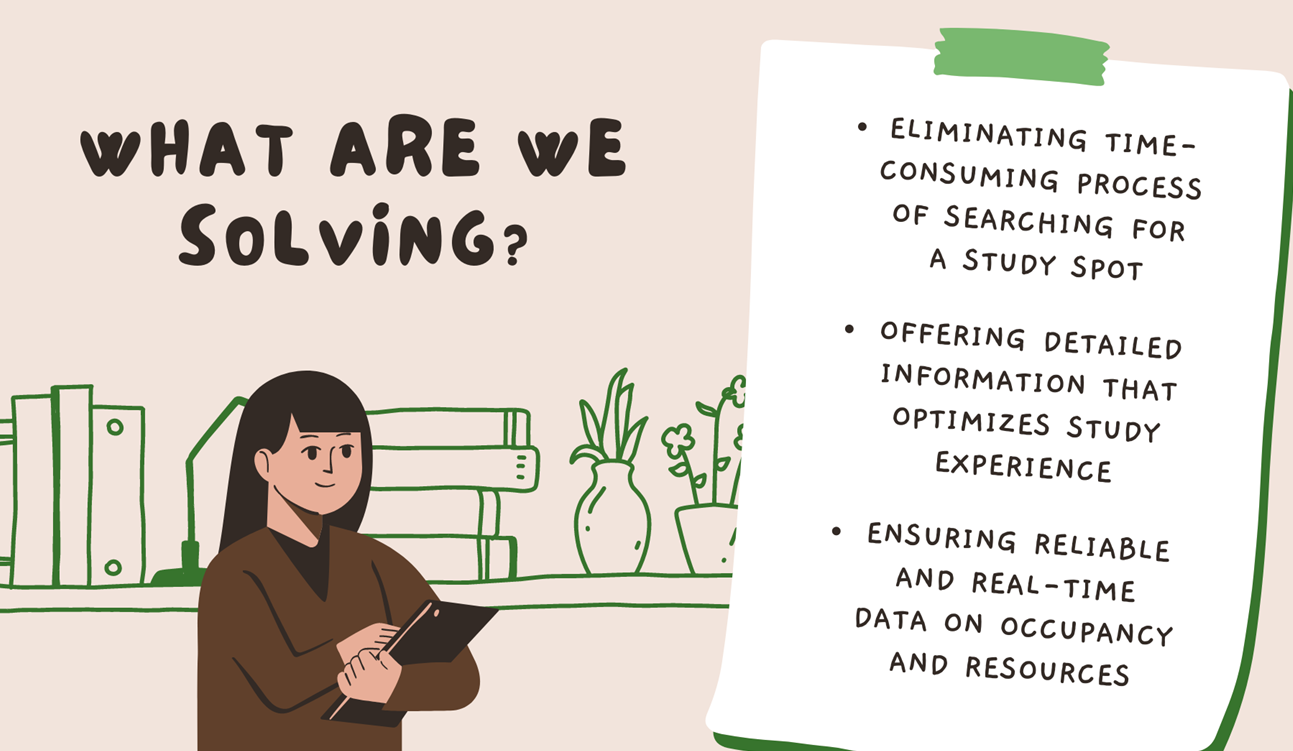 WHAT ARE WE
SOLVING?
• ELIMINATING TIME-
CONSUMING PROCESS
OF SEARCHING FOR
A STUDY SPOT
• OFFERING DETAILED
INFORMATION THAT
OPTIMIZES STUDY
EXPERIENCE
• ENSURING RELIABLE
AND REAL-TIME
DATA ON OCCUPANCY
AND RESOURCES